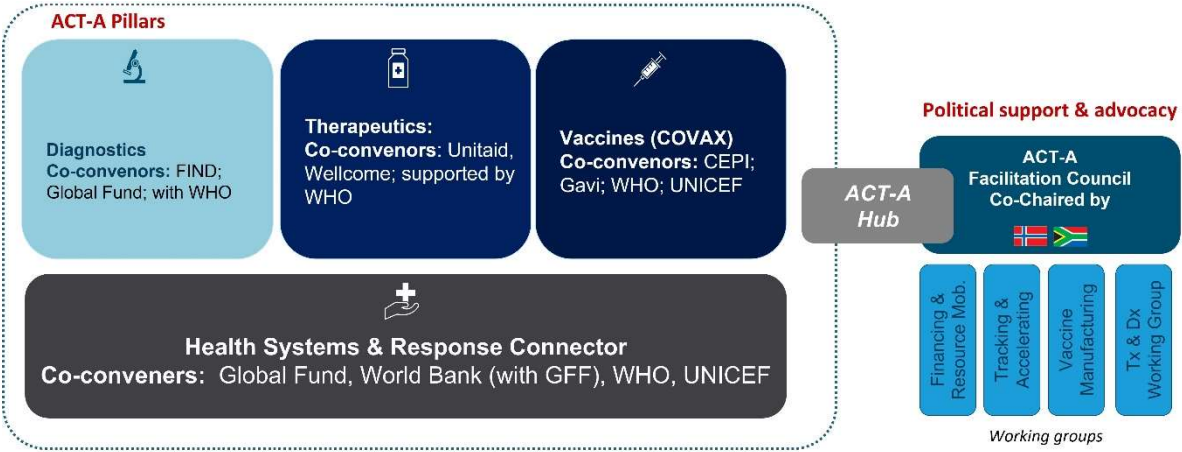 ACT-A Pillars
Diagnostics
Co-convenors: FIND;
Global Fund; with WHO
Therapeutics:
Co-convenors: Unitaid,
Wellcome; supported by
WHO
Vaccines (COVAX)
Co-convenors: CEPI;
Gavi; WHO; UNICEF
Health Systems & Response Connector
Co-conveners: Global Fund, World Bank (with GFF), WHO, UNICEF
ACT-A
Hub
Political support & advocacy
ACT-A
Facilitation Council
Co-Chaired by
Financing &
Resource Mob.
Tracking &
Accelerating
Vaccine
Manufacturing
Tx & Dx
Working Group
Working groups